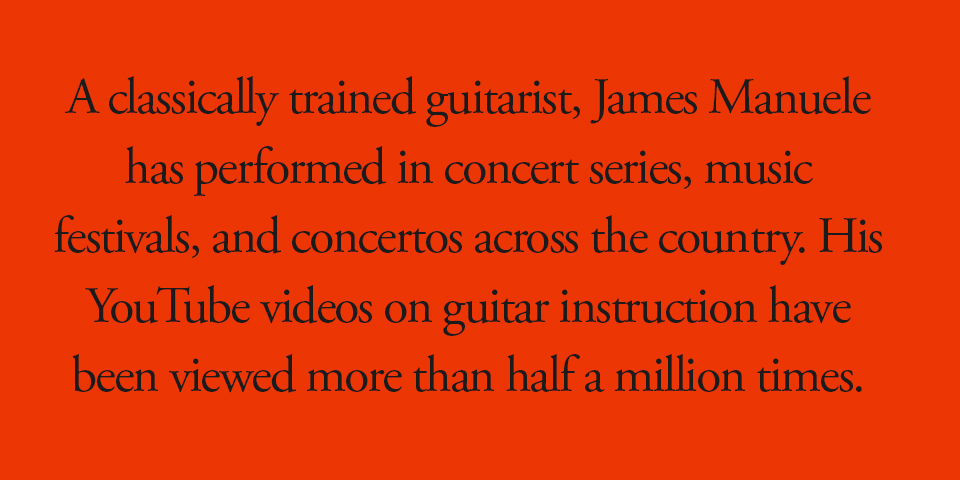 A classically trained guitarist, James Manuele
has performed in concert series, music
festivals, and concertos across the country. His
YouTube videos on guitar instruction have
been viewed more than half a million times.